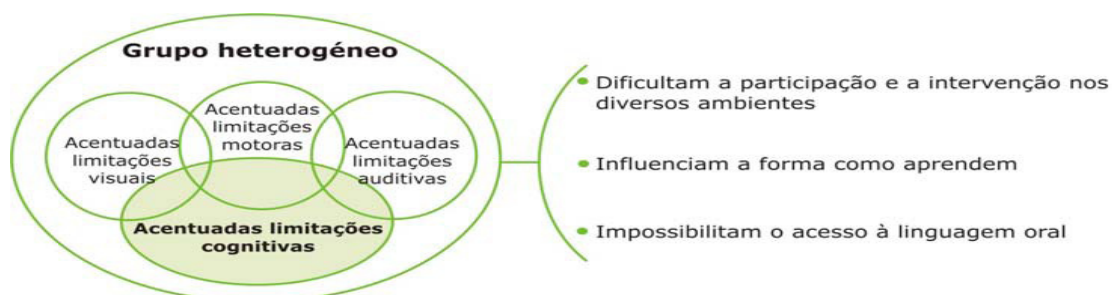 Grupo heterogéneo
Acentuadas
limitações
visuais
Acentuadas
limitações
motoras
Acentuadas
limitações
auditivas
Acentuadas limitações
cognitivas
• Dificultam a participação e a intervenção nos
diversos ambientes
• Influenciam a forma como aprendem
• Impossibilitam o acesso à linguagem oral